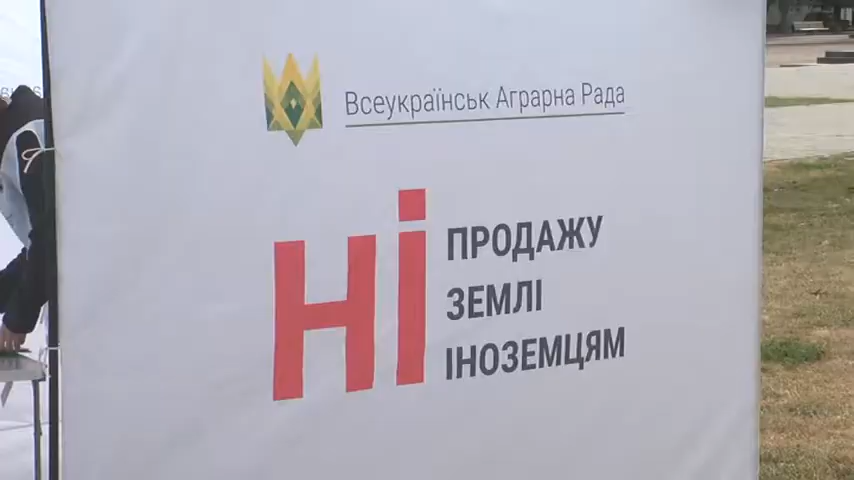 Всеукраїнськ Аграрна Рада
Ні
ПРОДАЖУ
ЗЕМЛІ
ІНОЗЕМЦЯМ